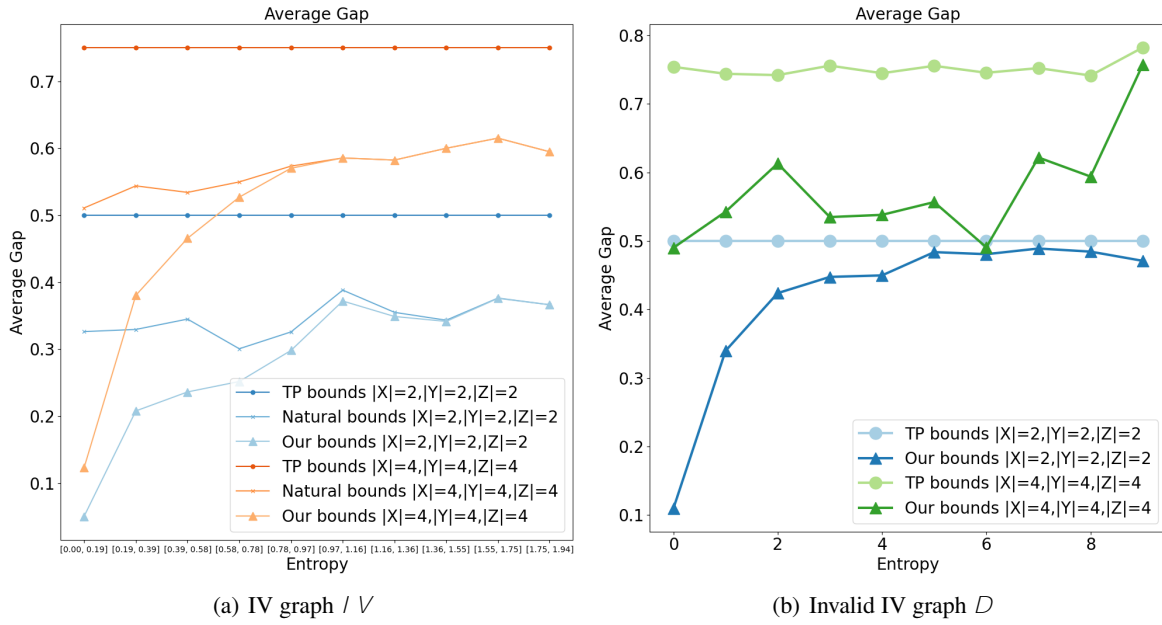 Average Gap
Average Gap
0.7
0.6
0.5
0.4
0.3
0.2
0.1
TP bounds |X|=2,|Y|=2,|Z|=2
Natural bounds |X|=2,|Y|=2,|Z|=2
Our bounds |X|=2,|Y|=2,|Z|=2
TP bounds |X|=4,|Y|=4,|Z|=4
Natural bounds |X|=4,|Y|=4,|Z|=4
Our bounds |X|=4,|Y|=4,|Z|=4
[0.00, 0.19] [0.19, 0.39] [0.39, 0.58] [0.58, 0.78] [0.78, 0.97] [0.97, 1.16] [1.16, 1.36] [1.36, 1.55] [1.55, 1.75] [1.75, 1.94]
Entropy
(a) IV graph I V
Average Gap
Average Gap
0.8
0.7
0.6
0.5
0.4
0.3
0.2
0.1
TP bounds |X|=2,|Y|=2,|Z|=2
Our bounds |X|=2,|Y|=2,|Z|=2
TP bounds |X|=4,|Y|=4,|Z|=4
Our bounds |X|=4,|Y|=4,|Z|=4
0 2 4 6 8
Entropy
(b) Invalid IV graph D